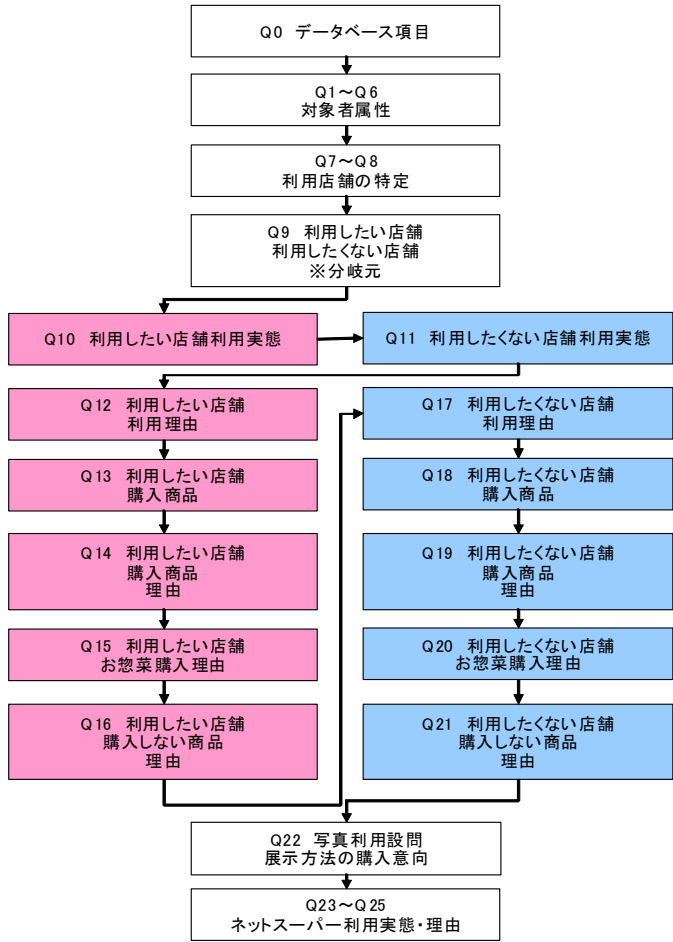 Q0 データベース項目
Q1～Q6
対象者属性
Q7～Q8
利用店舗の特定
Q9 利用したい店舗
利用したくない店舗
※分岐元
Q10 利用したい店舗利用実態
Q11 利用したくない店舗利用実態
Q12 利用したい店舗
利用理由
Q13 利用したい店舗
購入商品
Q14 利用したい店舗
購入商品
理由
Q15 利用したい店舗
お惣菜購入理由
Q16 利用したい店舗
購入しない商品
理由
Q17 利用したくない店舗
利用理由
Q18 利用したくない店舗
購入商品
Q19 利用したくない店舗
購入商品
理由
Q20 利用したくない店舗
お惣菜購入理由
Q21 利用したくない店舗
購入しない商品
理由
Q22 写真利用設問
展示方法の購入意向
Q23～Q25
ネットスーパー利用実態・理由